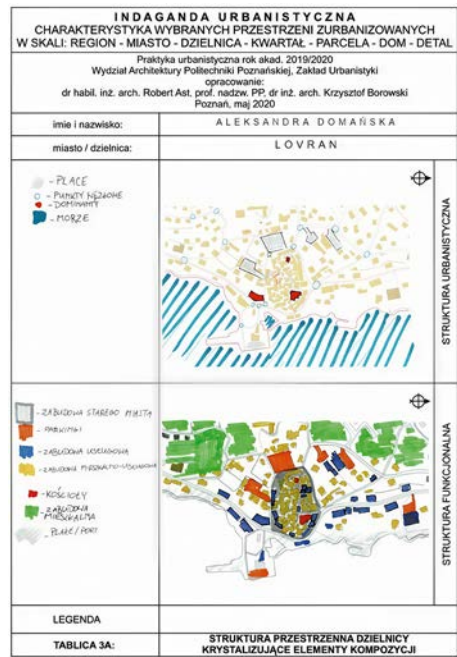 INDAGANDA URBANISTYCZNA
CHARAKTERYSTYKA WYBRANYCH PRZESTRZENI ZURBANIZOWANYCH
W SKALI: REGION - MIASTO - DZIELNICA - KWARTAŁ - PARCELA - DOM - DETAL
Praktyka urbanistyczna rok akad. 2019/2020
Wydział Architektury Politechniki Poznańskiej, Zakład Urbanistyki
opracowanie:
dr habil. inż. arch. Robert Ast, prof. nadzw. PP, dr inż. arch. Krzysztof Borowski
Poznań, maj 2020
imie i nazwisko:
ALEKSANDRA DOMAŃSKA
miasto / dzielnica:
LOVRAN
- PLACE
- PUNKTY WĘZŁOWE
- DOMINANTY
- MORZE
STRUKTURA URBANISTYCZNA
- ZABUDOWA STAREGO MIASTA
- PARKINGI
- ZABUDOWA USŁUGOWA
- ZABUDOWA MIESZKALNO-USŁUGOWA
- KOŚCIOŁY
- ZABUDOWA
MIESZKALNA
- PLAŻE/PORT
STRUKTURA FUNKCJONALNA
LEGENDA
TABLICA 3A:
STRUKTURA PRZESTRZENNA DZIELNICY
KRYSTALIZUJĄCE ELEMENTY KOMPOZYCJI